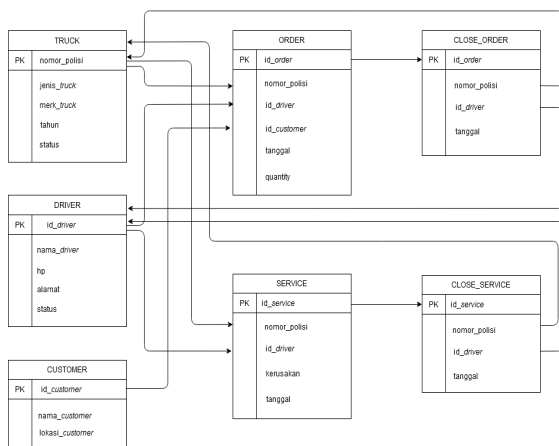 TRUCK
PK nomor_polisi
jenis_truck
merk_truck
tahun
status
ORDER
PK id_order
nomor_polisi
id_driver
id_customer
tanggal
quantity
CLOSE_ORDER
PK id_order
nomor_polisi
id_driver
tanggal
DRIVER
PK id_driver
nama_driver
hp
alamat
status
SERVICE
PK id_service
nomor_polisi
id_driver
kerusakan
tanggal
CLOSE_SERVICE
PK id_service
nomor_polisi
id_driver
tanggal
CUSTOMER
PK id_customer
nama_customer
lokasi_customer